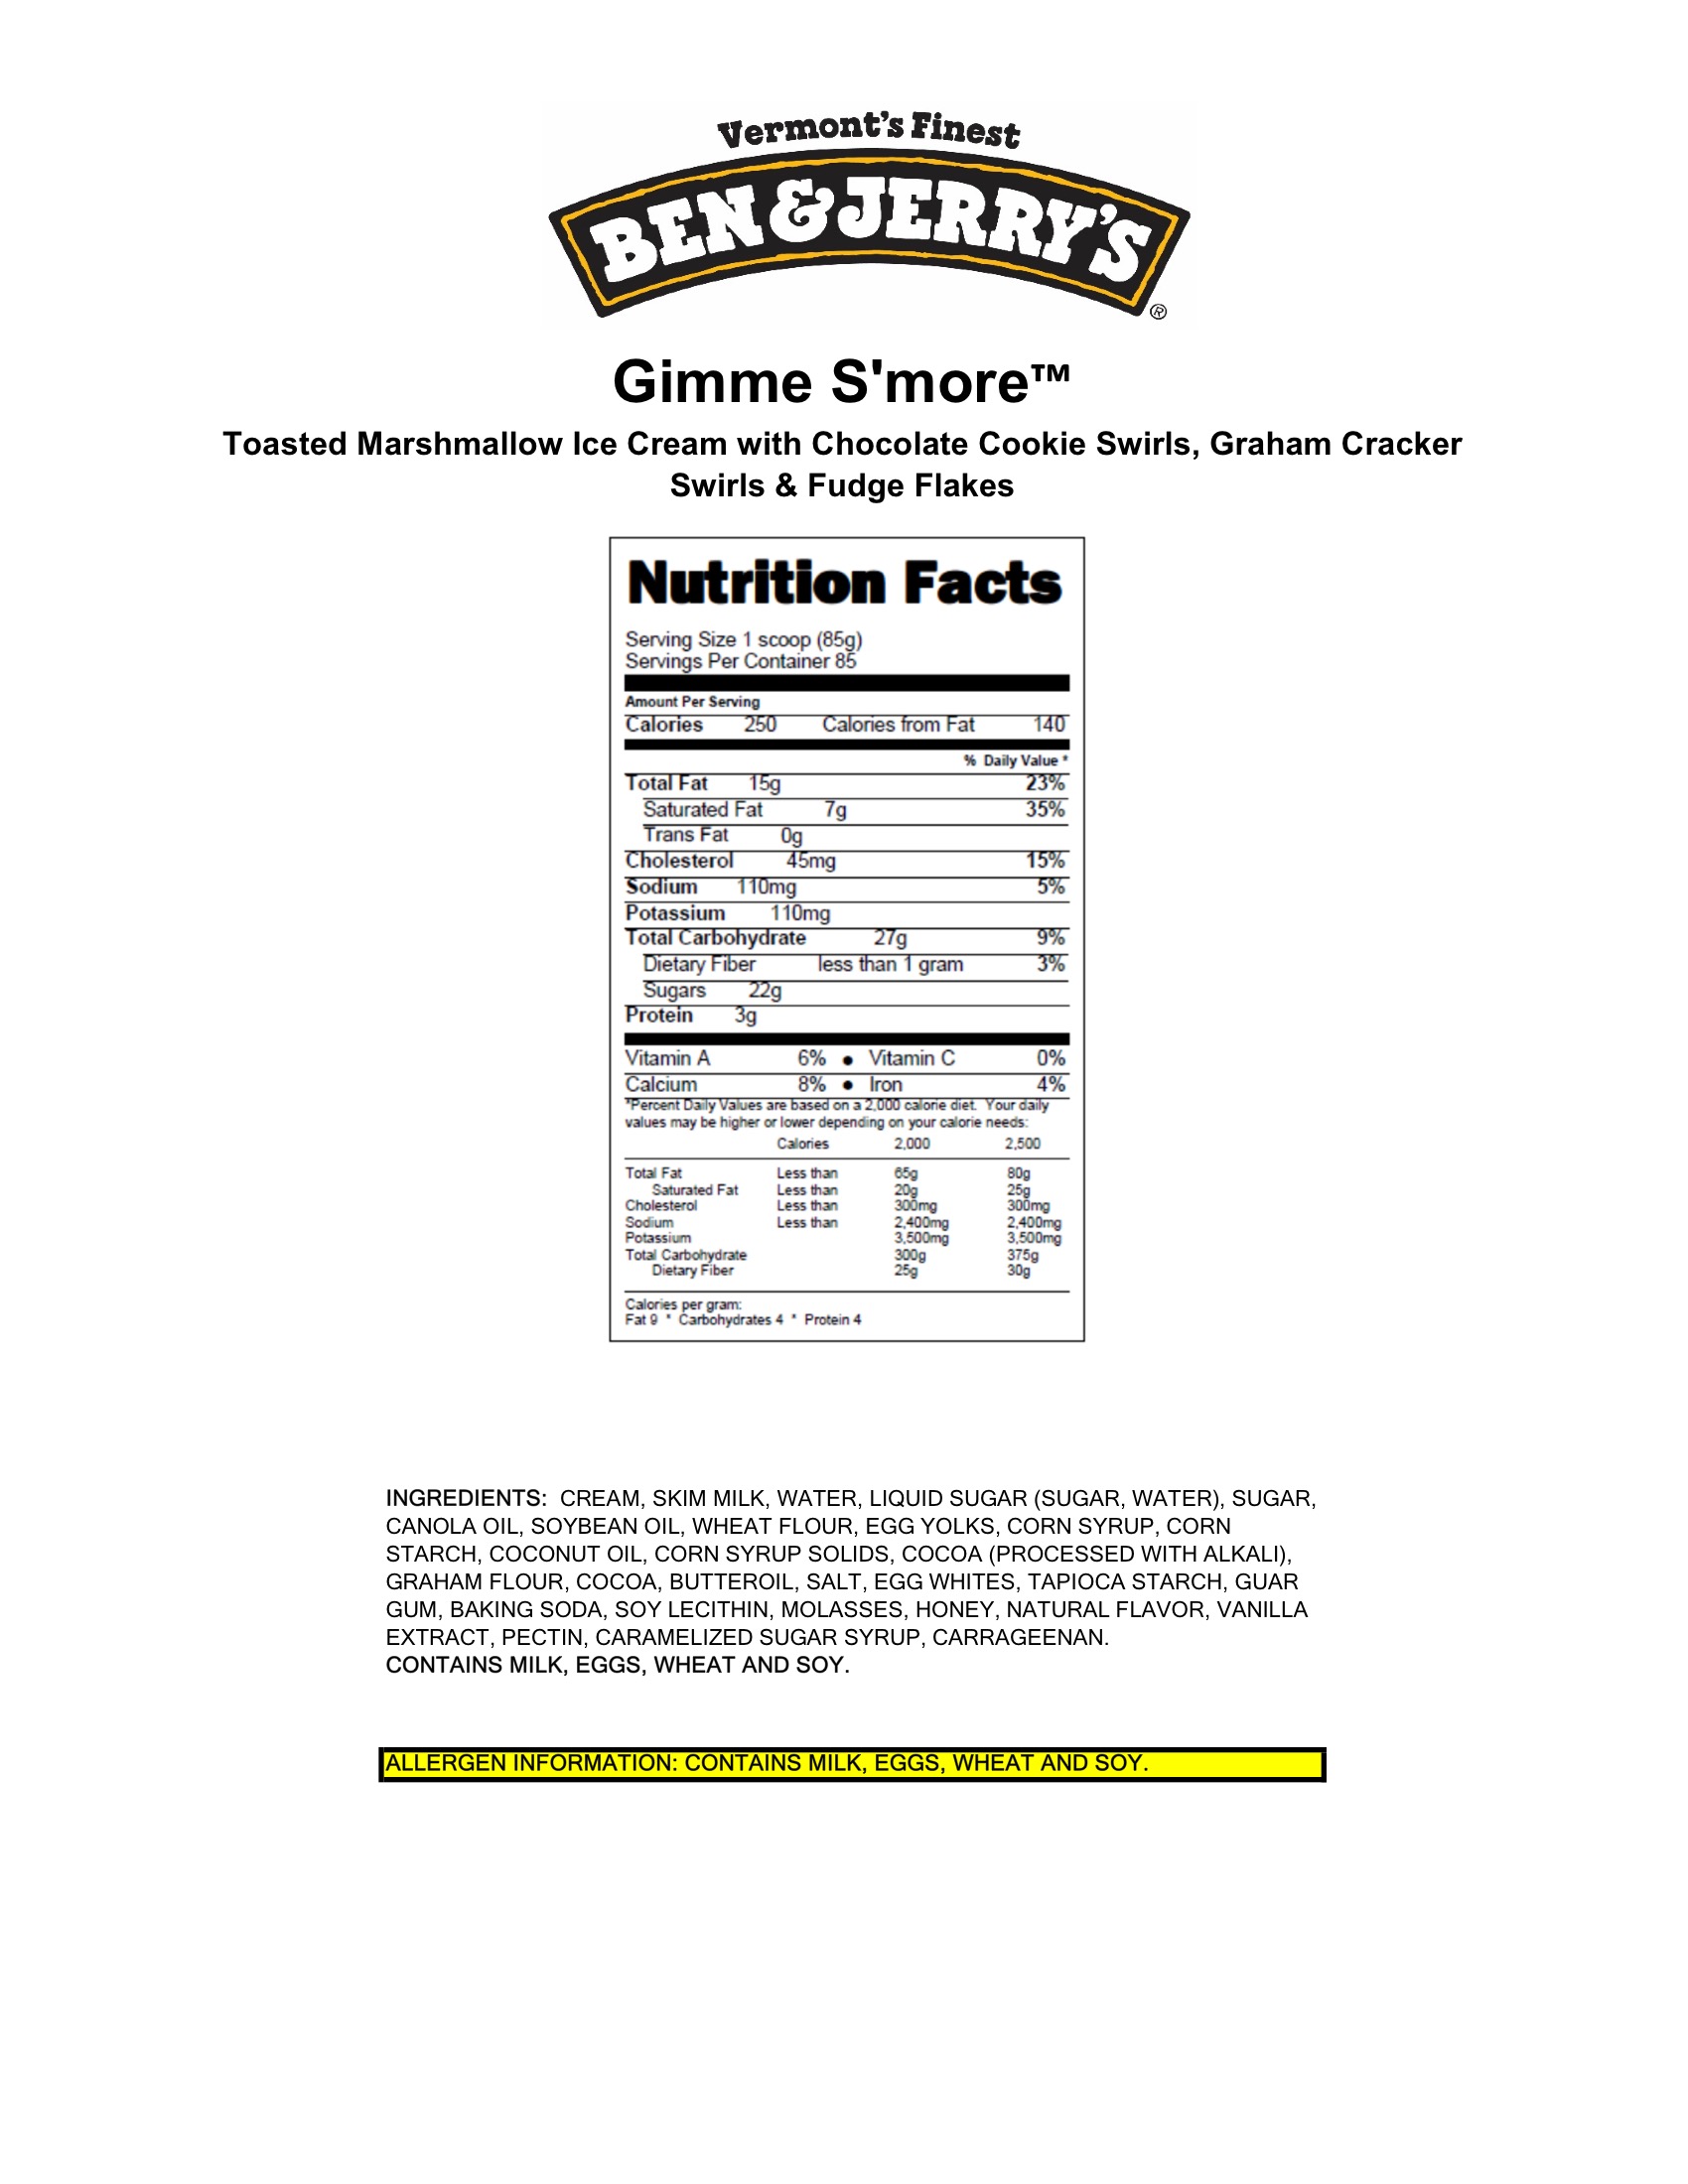 Vermont's Finest
BEN & JERRY'S
®
Gimme S'more™
Toasted Marshmallow Ice Cream with Chocolate Cookie Swirls, Graham Cracker
Swirls & Fudge Flakes
Nutrition Facts
Serving Size 1 scoop (85g)
Servings Per Container 85
Amount Per Serving
Calories 250 Calories from Fat 140
% Daily Value *
Total Fat 15g 23%
Saturated Fat 7g 35%
Trans Fat 0g
Cholesterol 45mg 15%
Sodium 110mg 5%
Potassium 110mg
Total Carbohydrate 27g 9%
Dietary Fiber less than 1 gram 3%
Sugars 22g
Protein 3g
Vitamin A 6% ● Vitamin C 0%
Calcium 8% ● Iron 4%
*Percent Daily Values are based on a 2,000 calorie diet. Your daily
values may be higher or lower depending on your calorie needs:
Calories 2,000 2,500
Total Fat Less than 65g 80g
Saturated Fat Less than 20g 25g
Cholesterol Less than 300mg 300mg
Sodium Less than 2,400mg 2,400mg
Potassium 3,500mg 3,500mg
Total Carbohydrate 300g 375g
Dietary Fiber 25g 30g
Calories per gram:
Fat 9 * Carbohydrates 4 * Protein 4
INGREDIENTS: CREAM, SKIM MILK, WATER, LIQUID SUGAR (SUGAR, WATER), SUGAR,
CANOLA OIL, SOYBEAN OIL, WHEAT FLOUR, EGG YOLKS, CORN SYRUP, CORN
STARCH, COCONUT OIL, CORN SYRUP SOLIDS, COCOA (PROCESSED WITH ALKALI),
GRAHAM FLOUR, COCOA, BUTTEROIL, SALT, EGG WHITES, TAPIOCA STARCH, GUAR
GUM, BAKING SODA, SOY LECITHIN, MOLASSES, HONEY, NATURAL FLAVOR, VANILLA
EXTRACT, PECTIN, CARAMELIZED SUGAR SYRUP, CARRAGEENAN.
CONTAINS MILK, EGGS, WHEAT AND SOY.
ALLERGEN INFORMATION: CONTAINS MILK, EGGS, WHEAT AND SOY.